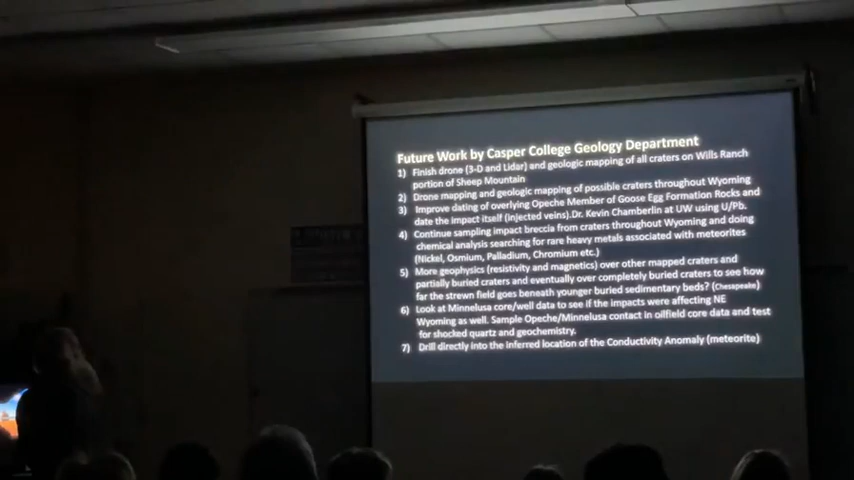 Future Work by Casper College Geology Department
1) Finish drone (3-D and Lidar) and geologic mapping of all craters on Wills Ranch
portion of Sheep Mountain
2) Drone mapping and geologic mapping of possible craters throughout Wyoming
3) Improve dating of overlying Opeche Member of Goose Egg Formation Rocks and
date the impact itself (injected veins).Dr. Kevin Chamberlin at UW using U/Pb.
4) Continue sampling impact breccia from craters throughout Wyoming and doing
chemical analysis searching for rare heavy metals associated with meteorites
(Nickel, Osmium, Palladium, Chromium etc.)
5) More geophysics (resistivity and magnetics) over other mapped craters and
partially buried craters and eventually over completely buried craters to see how
far the strewn field goes beneath younger buried sedimentary beds? (Chesapeake)
6) Look at Minnelusa core/well data to see if the impacts were affecting NE
Wyoming as well. Sample Opeche/Minnelusa contact in oilfield core data and test
for shocked quartz and geochemistry.
7) Drill directly into the inferred location of the Conductivity Anomaly (meteorite)